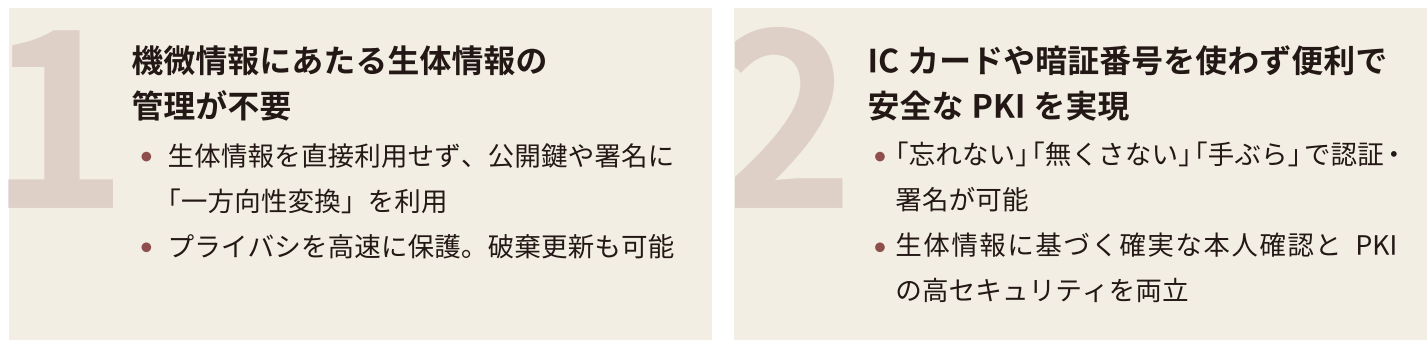 1
機微情報にあたる生体情報の
管理が不要
• 生体情報を直接利用せず、公開鍵や署名に
「一方向性変換」を利用
• プライバシを高速に保護。破棄更新も可能
2
IC カードや暗証番号を使わず便利で
安全な PKI を実現
• 「忘れない」「無くさない」「手ぶら」で認証・
署名が可能
• 生体情報に基づく確実な本人確認と PKI
の高セキュリティを両立